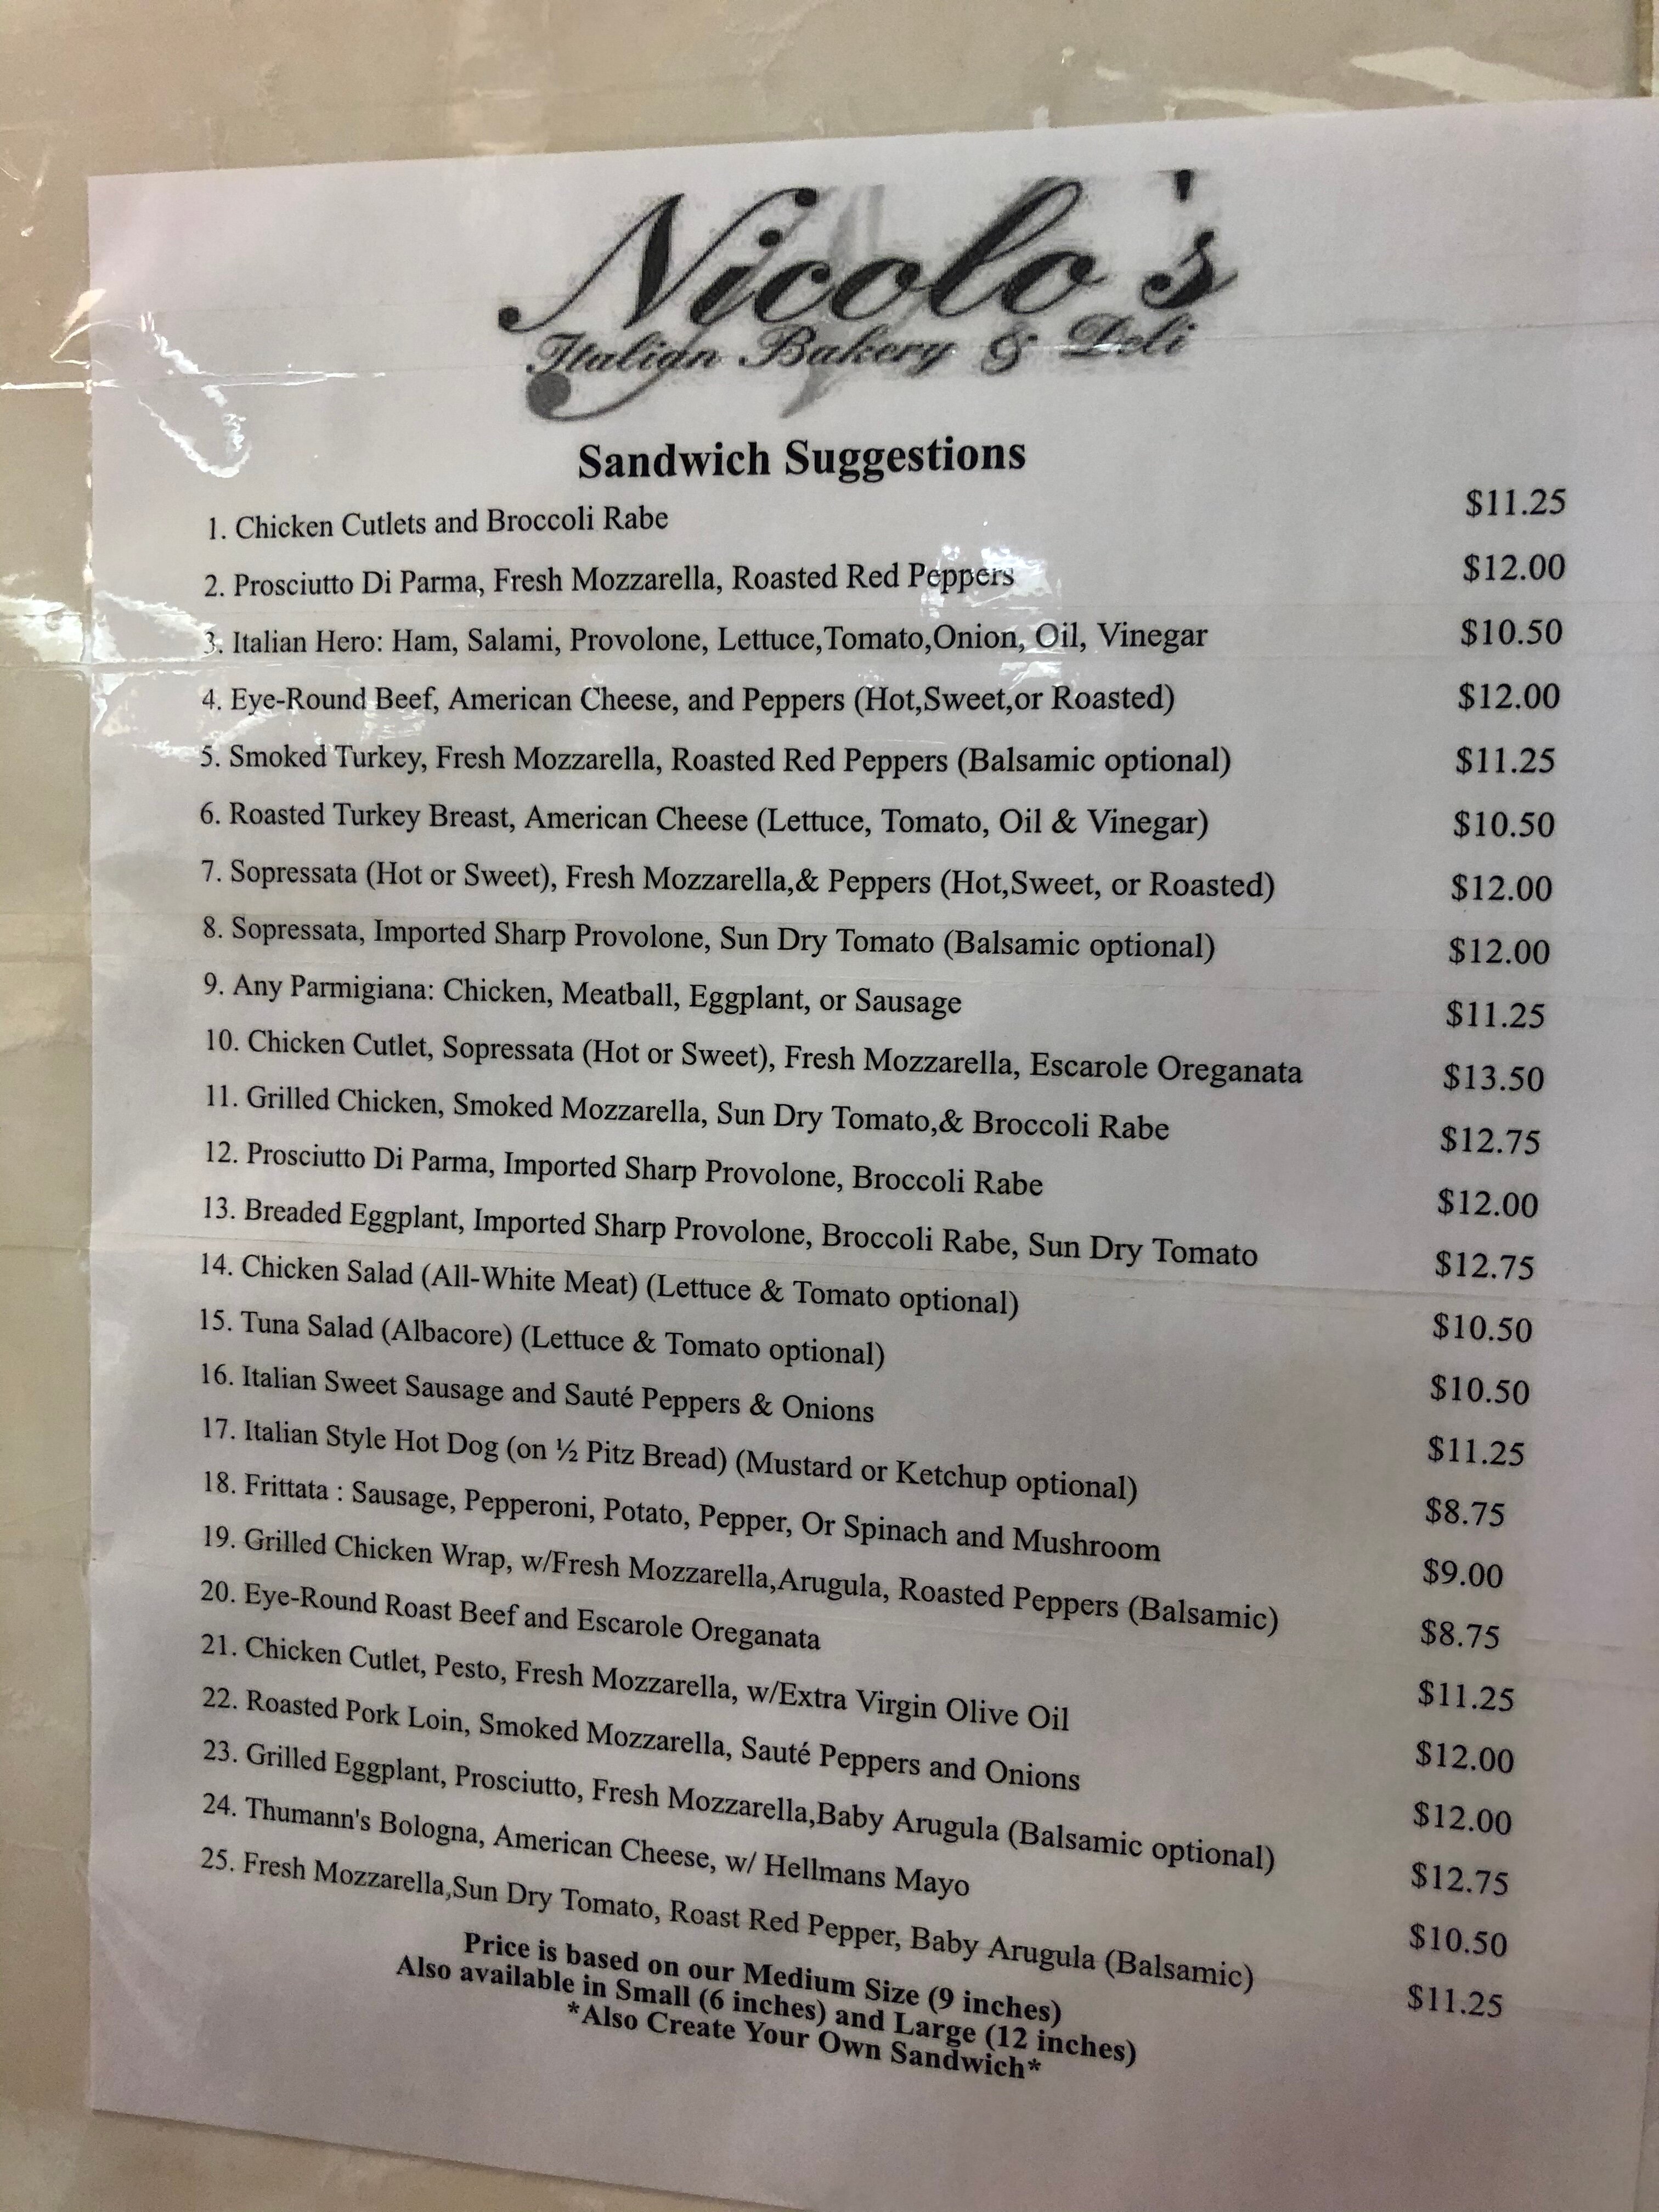 Nicolo's
Italian Bakery & Deli
Sandwich Suggestions
1. Chicken Cutlets and Broccoli Rabe $11.25
2. Prosciutto Di Parma, Fresh Mozzarella, Roasted Red Peppers $12.00
3. Italian Hero: Ham, Salami, Provolone, Lettuce,Tomato,Onion, Oil, Vinegar $10.50
4. Eye-Round Beef, American Cheese, and Peppers (Hot,Sweet,or Roasted) $12.00
5. Smoked Turkey, Fresh Mozzarella, Roasted Red Peppers (Balsamic optional) $11.25
6. Roasted Turkey Breast, American Cheese (Lettuce, Tomato, Oil & Vinegar) $10.50
7. Sopressata (Hot or Sweet), Fresh Mozzarella,& Peppers (Hot,Sweet, or Roasted) $12.00
8. Sopressata, Imported Sharp Provolone, Sun Dry Tomato (Balsamic optional) $12.00
9. Any Parmigiana: Chicken, Meatball, Eggplant, or Sausage $11.25
10. Chicken Cutlet, Sopressata (Hot or Sweet), Fresh Mozzarella, Escarole Oreganata $13.50
11. Grilled Chicken, Smoked Mozzarella, Sun Dry Tomato,& Broccoli Rabe $12.75
12. Prosciutto Di Parma, Imported Sharp Provolone, Broccoli Rabe $12.00
13. Breaded Eggplant, Imported Sharp Provolone, Broccoli Rabe, Sun Dry Tomato $12.75
14. Chicken Salad (All-White Meat) (Lettuce & Tomato optional) $10.50
15. Tuna Salad (Albacore) (Lettuce & Tomato optional) $10.50
16. Italian Sweet Sausage and Sauté Peppers & Onions $11.25
17. Italian Style Hot Dog (on ½ Pitz Bread) (Mustard or Ketchup optional) $8.75
18. Frittata : Sausage, Pepperoni, Potato, Pepper, Or Spinach and Mushroom $9.00
19. Grilled Chicken Wrap, w/Fresh Mozzarella,Arugula, Roasted Peppers (Balsamic) $8.75
20. Eye-Round Roast Beef and Escarole Oreganata $11.25
21. Chicken Cutlet, Pesto, Fresh Mozzarella, w/Extra Virgin Olive Oil $12.00
22. Roasted Pork Loin, Smoked Mozzarella, Sauté Peppers and Onions $12.00
23. Grilled Eggplant, Prosciutto, Fresh Mozzarella,Baby Arugula (Balsamic optional) $12.75
24. Thumann's Bologna, American Cheese, w/ Hellmans Mayo $10.50
25. Fresh Mozzarella,Sun Dry Tomato, Roast Red Pepper, Baby Arugula (Balsamic) $11.25
Price is based on our Medium Size (9 inches)
Also available in Small (6 inches) and Large (12 inches)
*Also Create Your Own Sandwich*